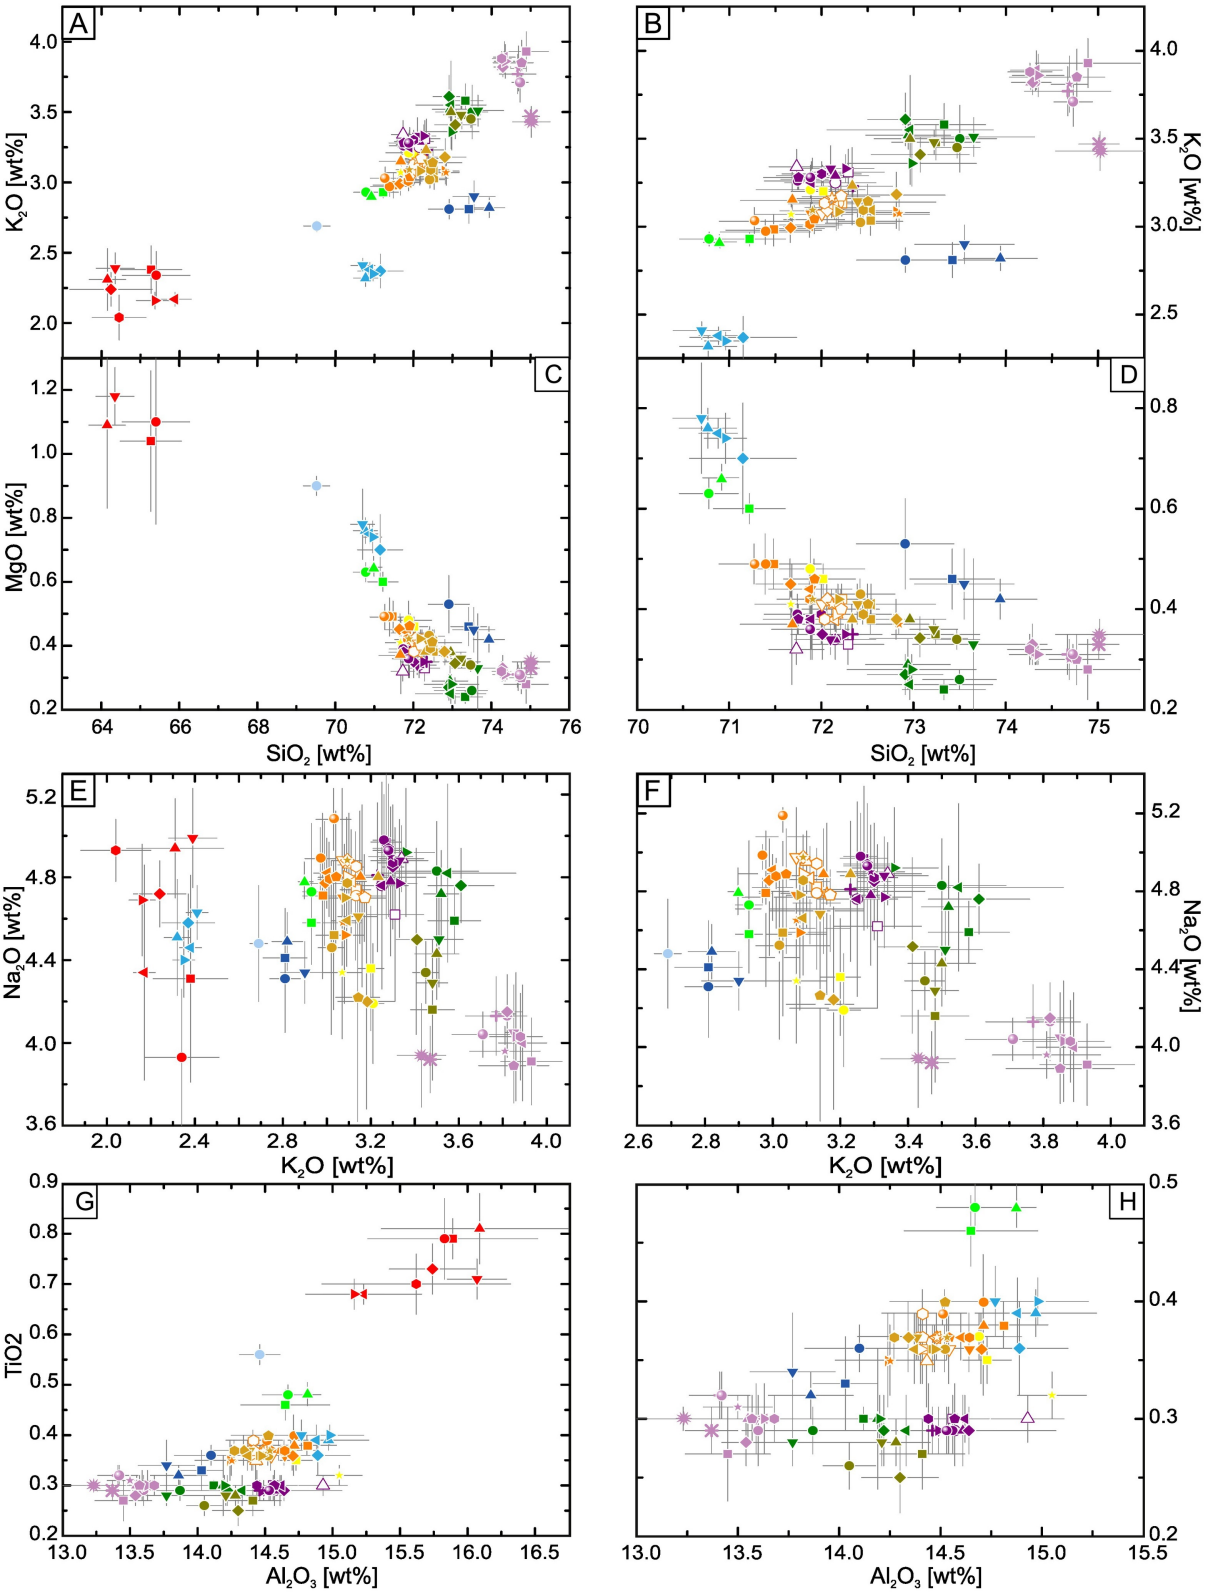 A
B
4.0
3.5
3.0
2.5
2.0
K₂O [wt%]
4.0
3.5
3.0
2.5
K₂O [wt%]
C
D
1.2
1.0
0.8
0.6
0.4
0.2
MgO [wt%]
0.8
0.6
0.4
0.2
64 66 68 70 72 74 76
70 71 72 73 74 75
SiO₂ [wt%]
SiO₂ [wt%]
E
F
5.2
4.8
4.4
4.0
3.6
Na₂O [wt%]
5.2
4.8
4.4
4.0
3.6
Na₂O [wt%]
2.0 2.4 2.8 3.2 3.6 4.0
2.6 2.8 3.0 3.2 3.4 3.6 3.8 4.0
K₂O [wt%]
K₂O [wt%]
G
H
0.9
0.8
0.7
0.6
0.5
0.4
0.3
0.2
TiO2
0.5
0.4
0.3
0.2
13.0 13.5 14.0 14.5 15.0 15.5 16.0
13.0 13.5 14.0 14.5 15.0 15.5
Al₂O₃ [wt%]
Al₂O₃ [wt%]